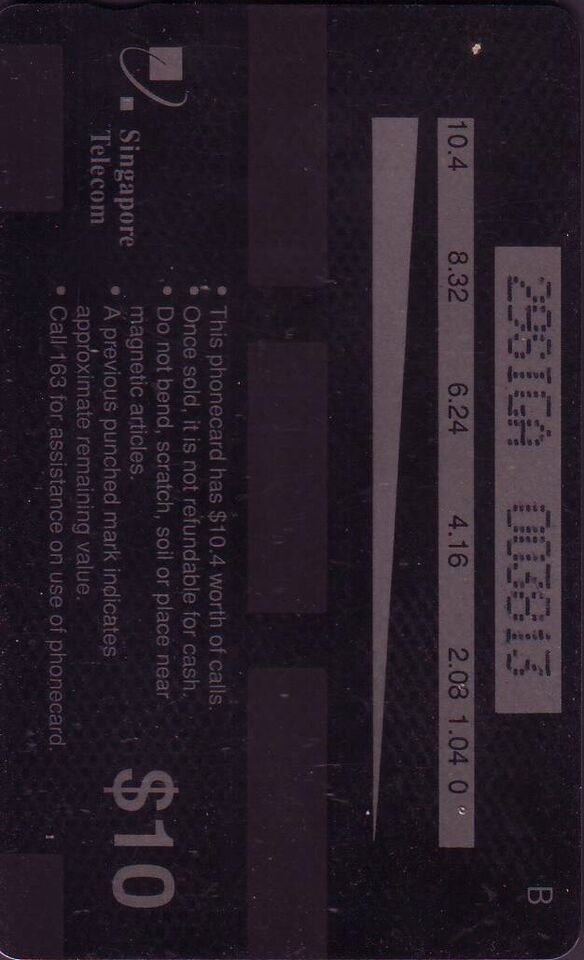 B
29SIGA 003813
10.4 8.32 6.24 4.16 2.08 1.04 0
• This phonecard has $10.4 worth of calls.
• Once sold, it is not refundable for cash.
• Do not bend, scratch, soil or place near
magnetic articles.
• A previous punched mark indicates
approximate remaining value.
• Call 163 for assistance on use of phonecard.
Singapore
Telecom
$10